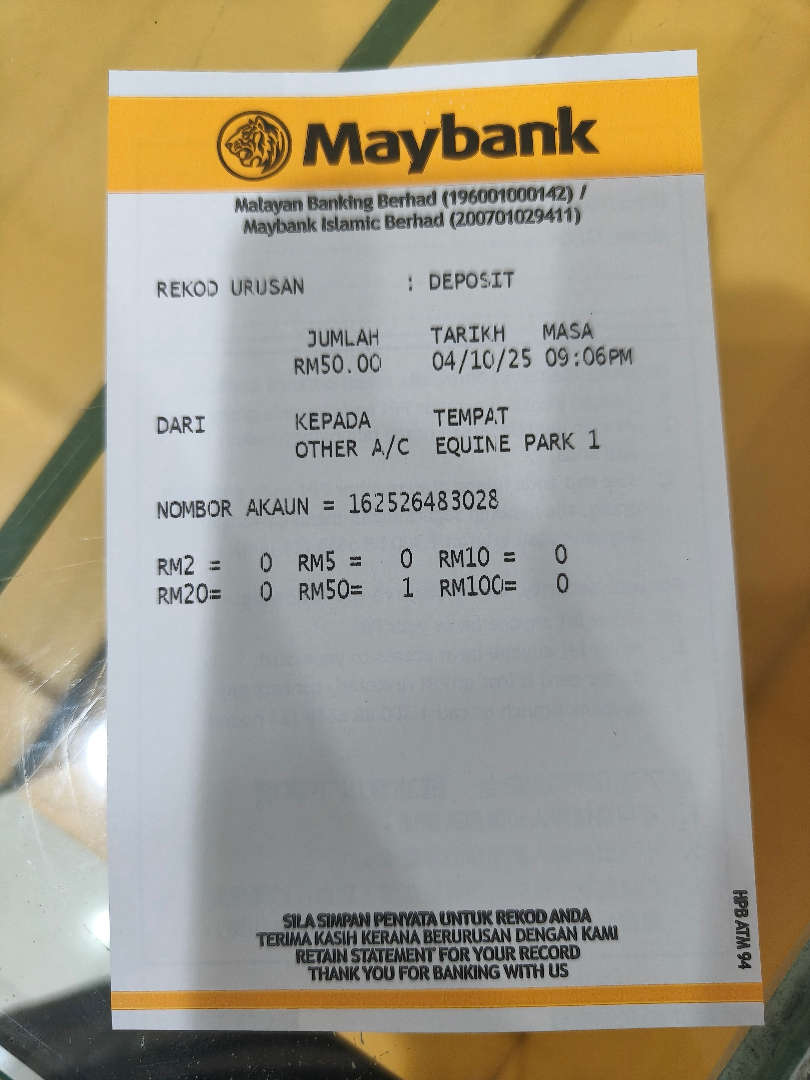 Maybank
Malayan Banking Berhad (196001000142) /
Maybank Islamic Berhad (200701029411)
REKOD URUSAN : DEPOSIT
JUMLAH TARIKH MASA
RM50.00 04/10/25 09:06PM
DARI KEPADA TEMPAT
OTHER A/C EQUINE PARK 1
NOMBOR AKAUN = 162526483028
RM2 = 0 RM5 = 0 RM10 = 0
RM20= 0 RM50= 1 RM100= 0
SILA SIMPAN PENYATA UNTUK REKOD ANDA
TERIMA KASIH KERANA BERURUSAN DENGAN KAMI
RETAIN STATEMENT FOR YOUR RECORD
THANK YOU FOR BANKING WITH US
HPB ATM 94